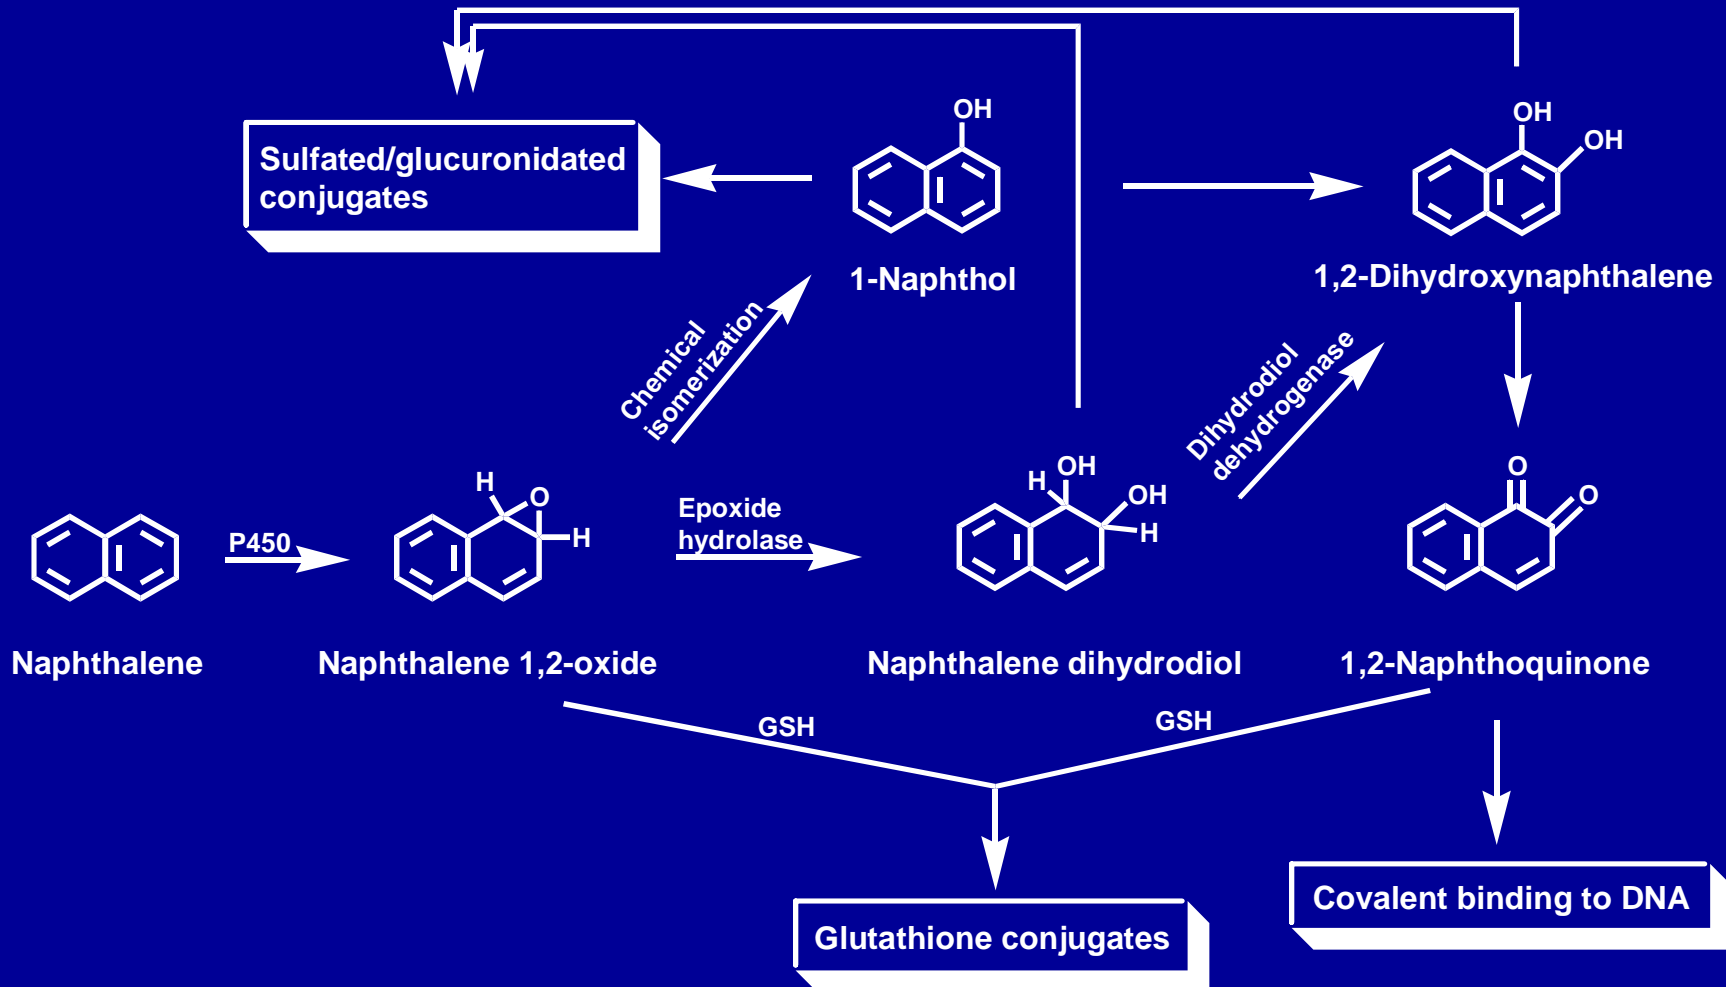 OH
OH
OH
Sulfated/glucuronidated
conjugates
1-Naphthol
1,2-Dihydroxynaphthalene
Chemical
isomerization
Dihydrodiol
dehydrogenase
P450
H
O
H
Epoxide
hydrolase
H
OH
OH
H
O
O
Naphthalene
Naphthalene 1,2-oxide
Naphthalene dihydrodiol
1,2-Naphthoquinone
GSH
GSH
Glutathione conjugates
Covalent binding to DNA